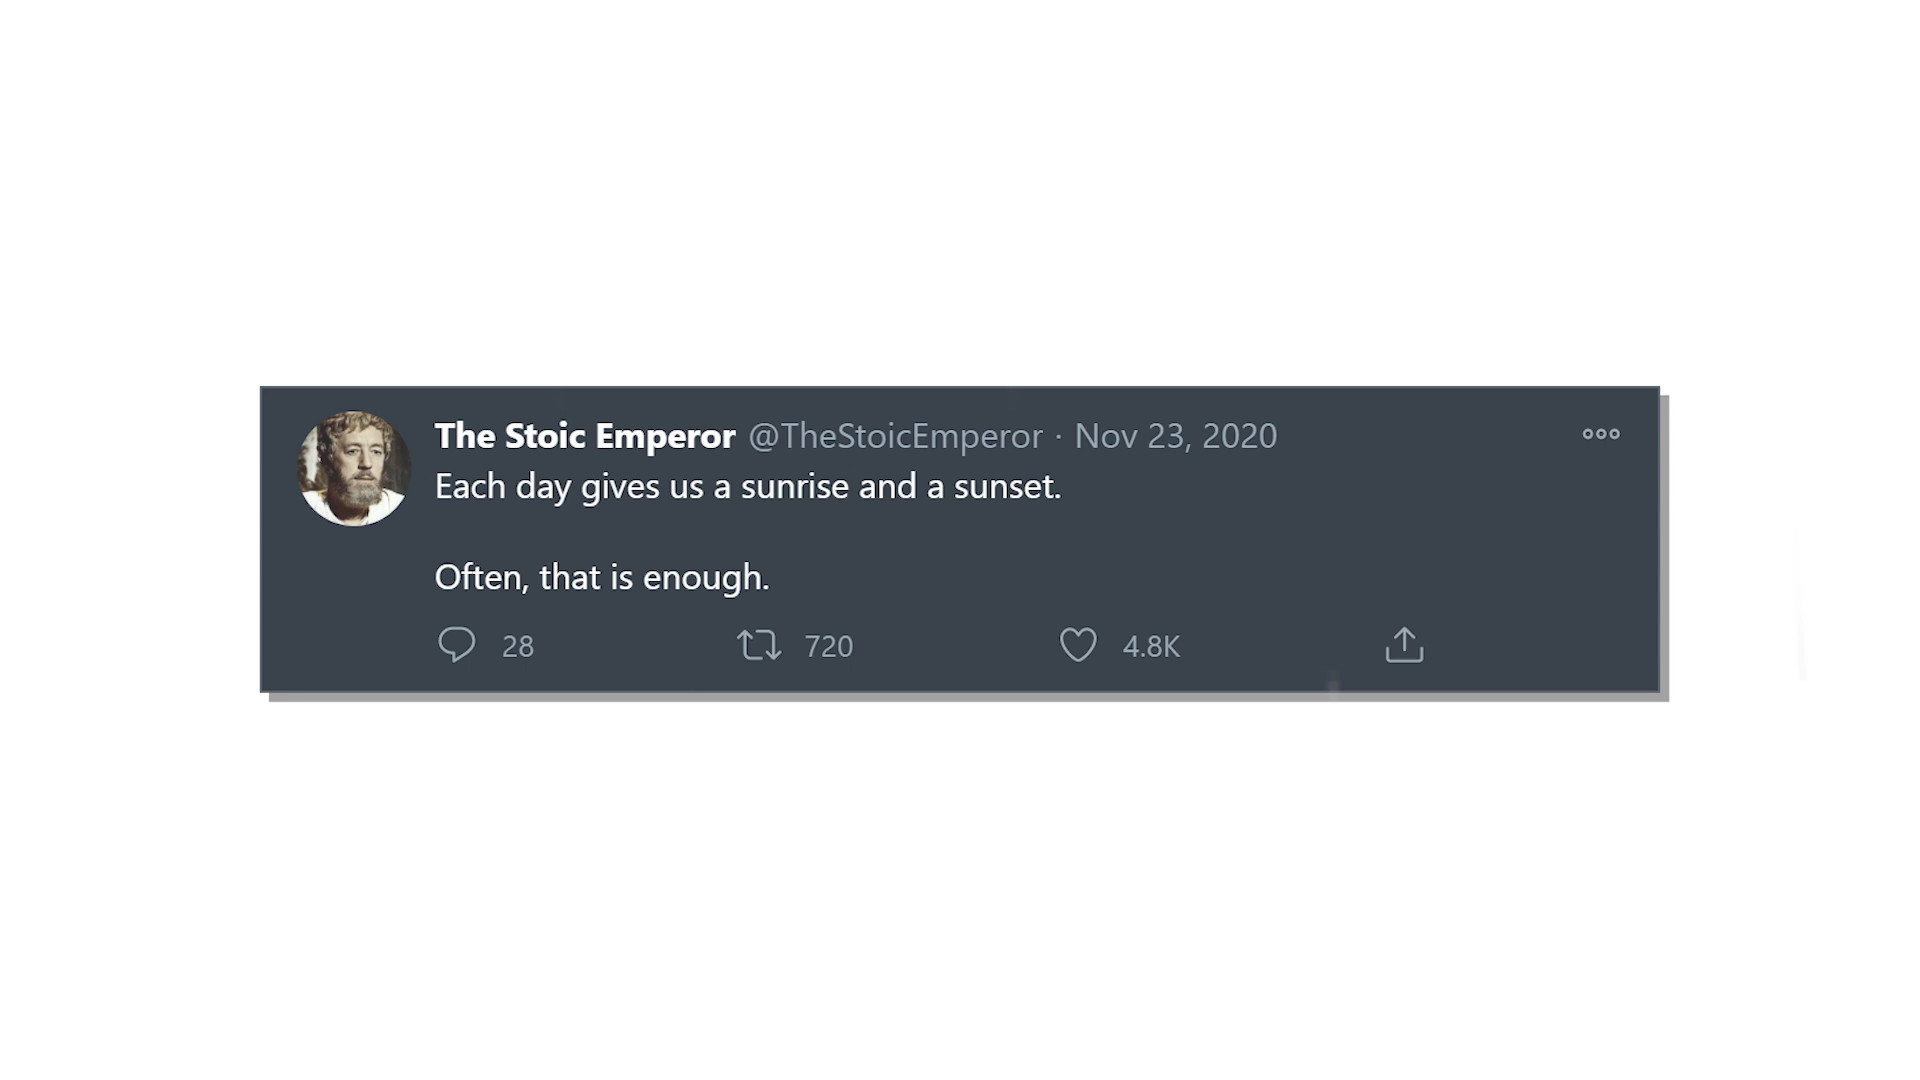 The Stoic Emperor @TheStoicEmperor · Nov 23, 2020
Each day gives us a sunrise and a sunset.
Often, that is enough.
28 720 4.8K